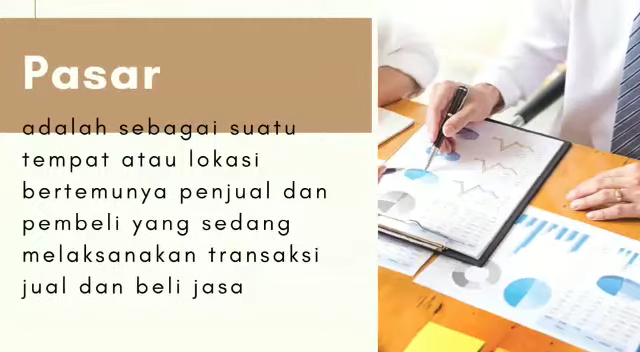 Pasar
adalah sebagai suatu
tempat atau lokasi
bertemunya penjual dan
pembeli yang sedang
melaksanakan transaksi
jual dan beli jasa